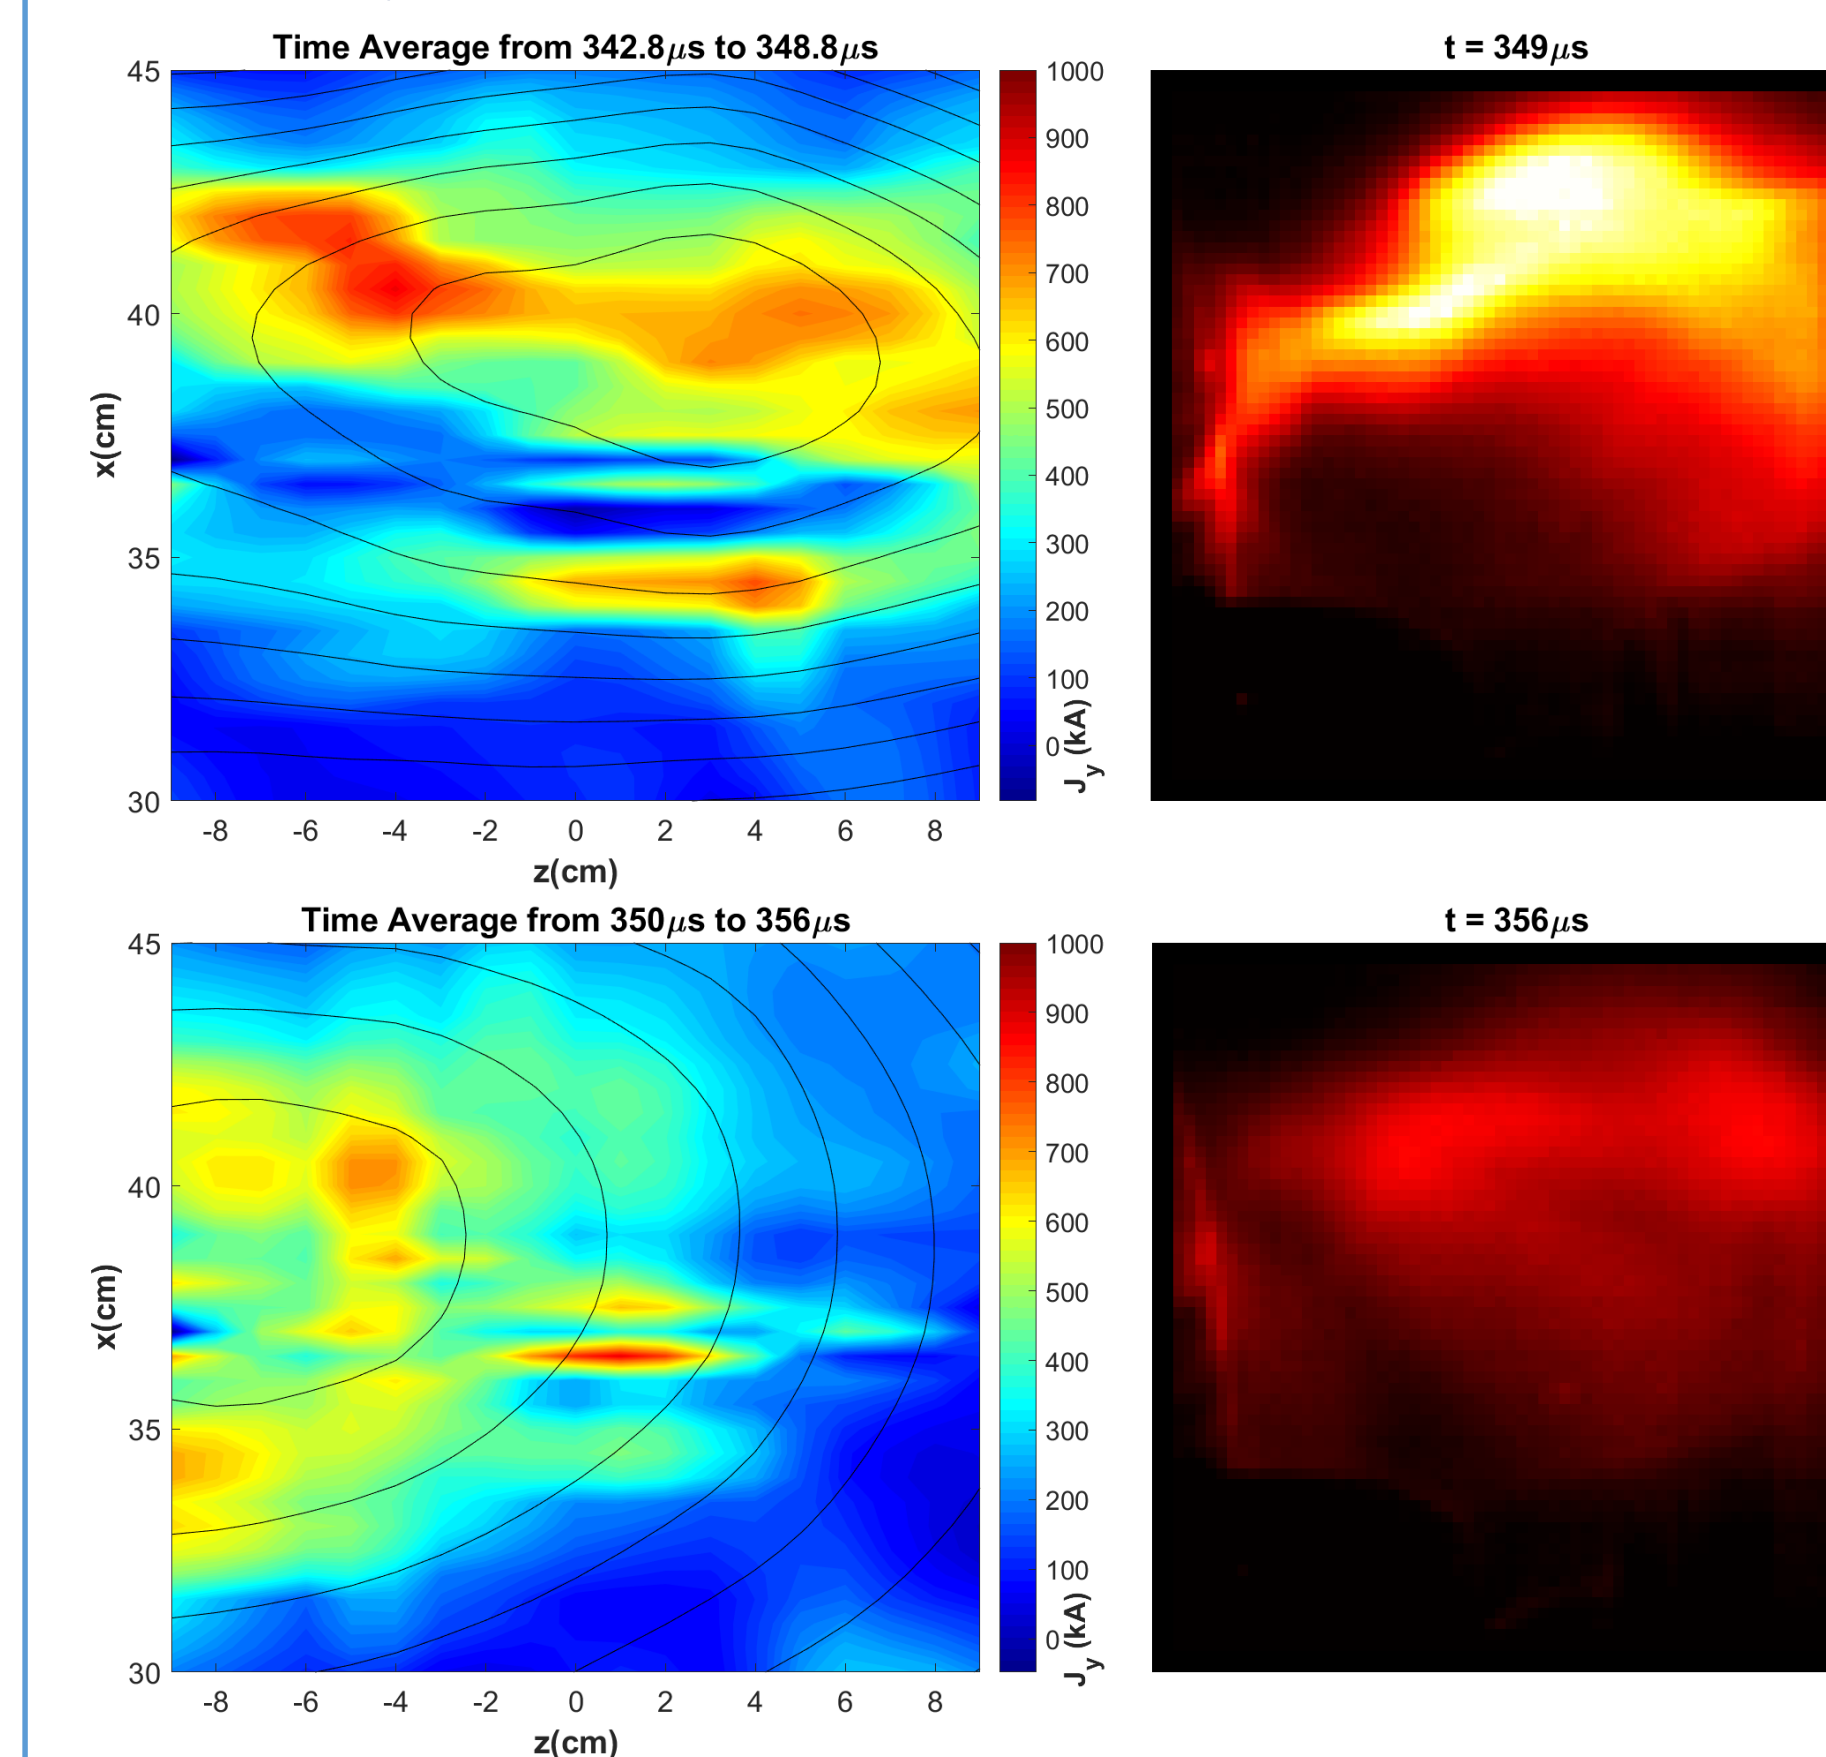 Time Average from 342.8μs to 348.8μs
t = 349μs
45
40
35
30
x(cm)
-8 -6 -4 -2 0 2 4 6 8
z(cm)
1000
900
800
700
600
500
400
300
200
100
0
Jy (kA)
Time Average from 350μs to 356μs
t = 356μs
45
40
35
30
x(cm)
-8 -6 -4 -2 0 2 4 6 8
z(cm)
1000
900
800
700
600
500
400
300
200
100
0
Jy (kA)